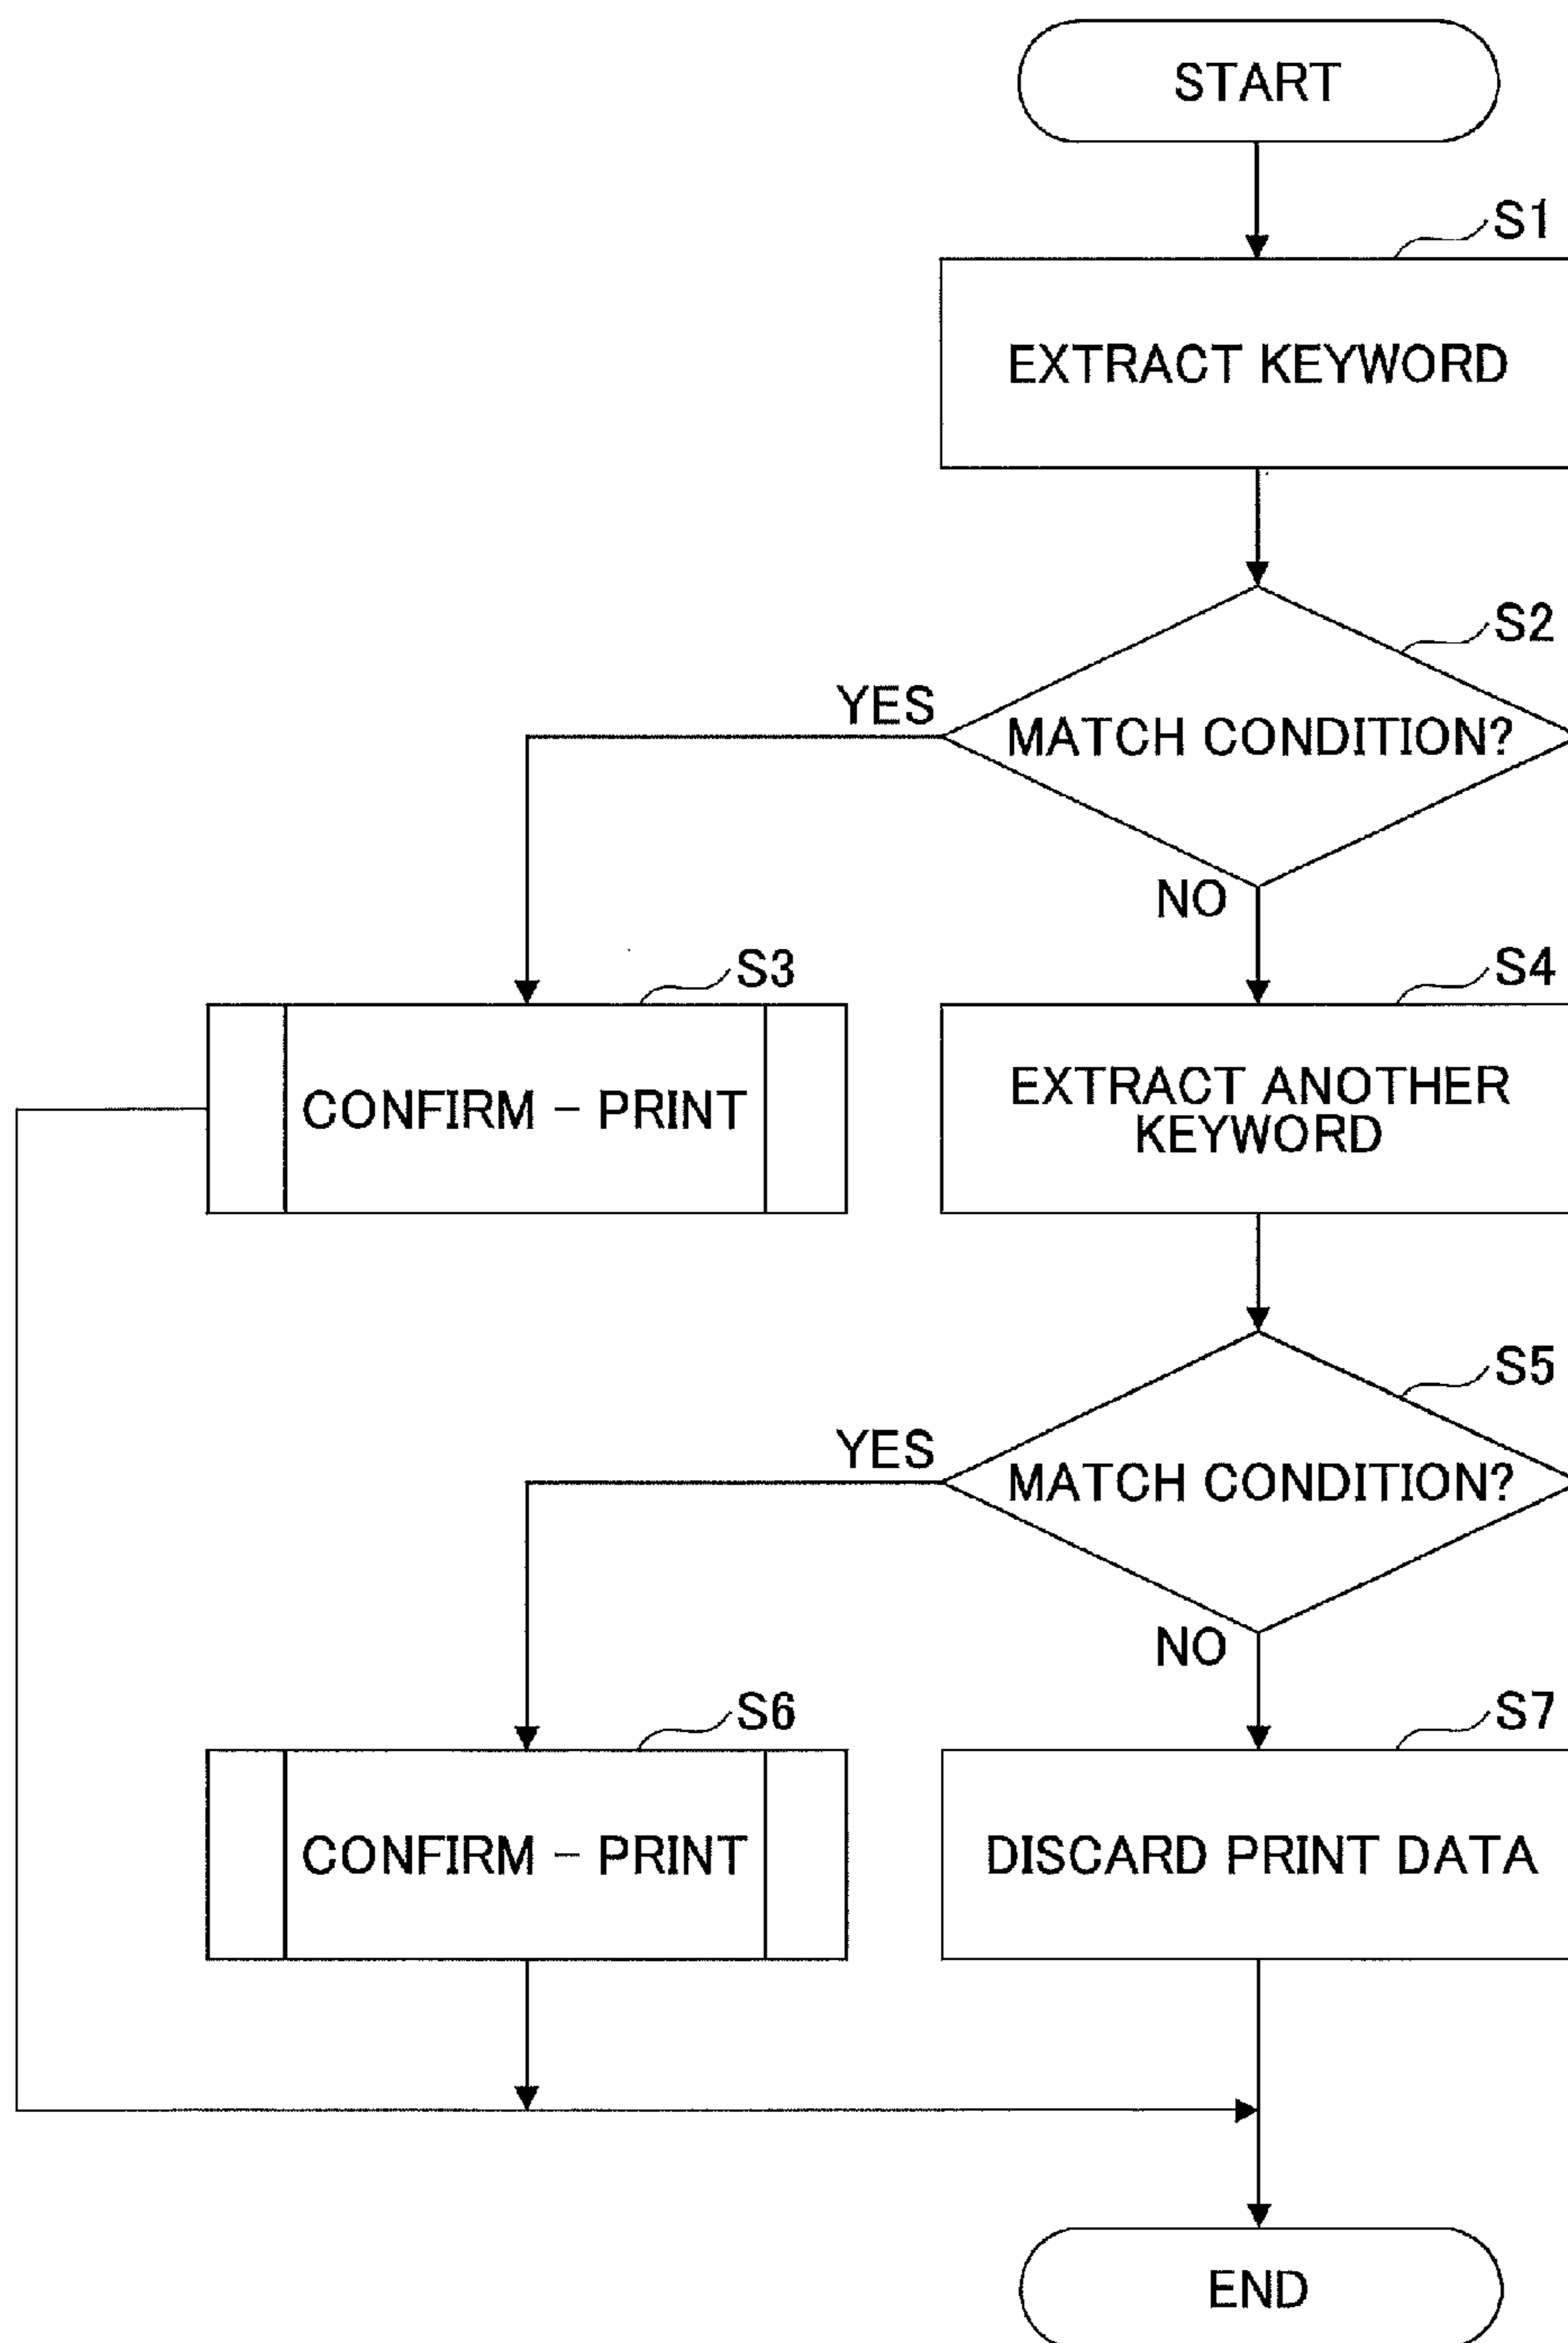 START
S1
EXTRACT KEYWORD
S2
YES
MATCH CONDITION?
NO
S3
S4
CONFIRM – PRINT
EXTRACT ANOTHER
KEYWORD
S5
YES
MATCH CONDITION?
NO
S6
S7
CONFIRM – PRINT
DISCARD PRINT DATA
END